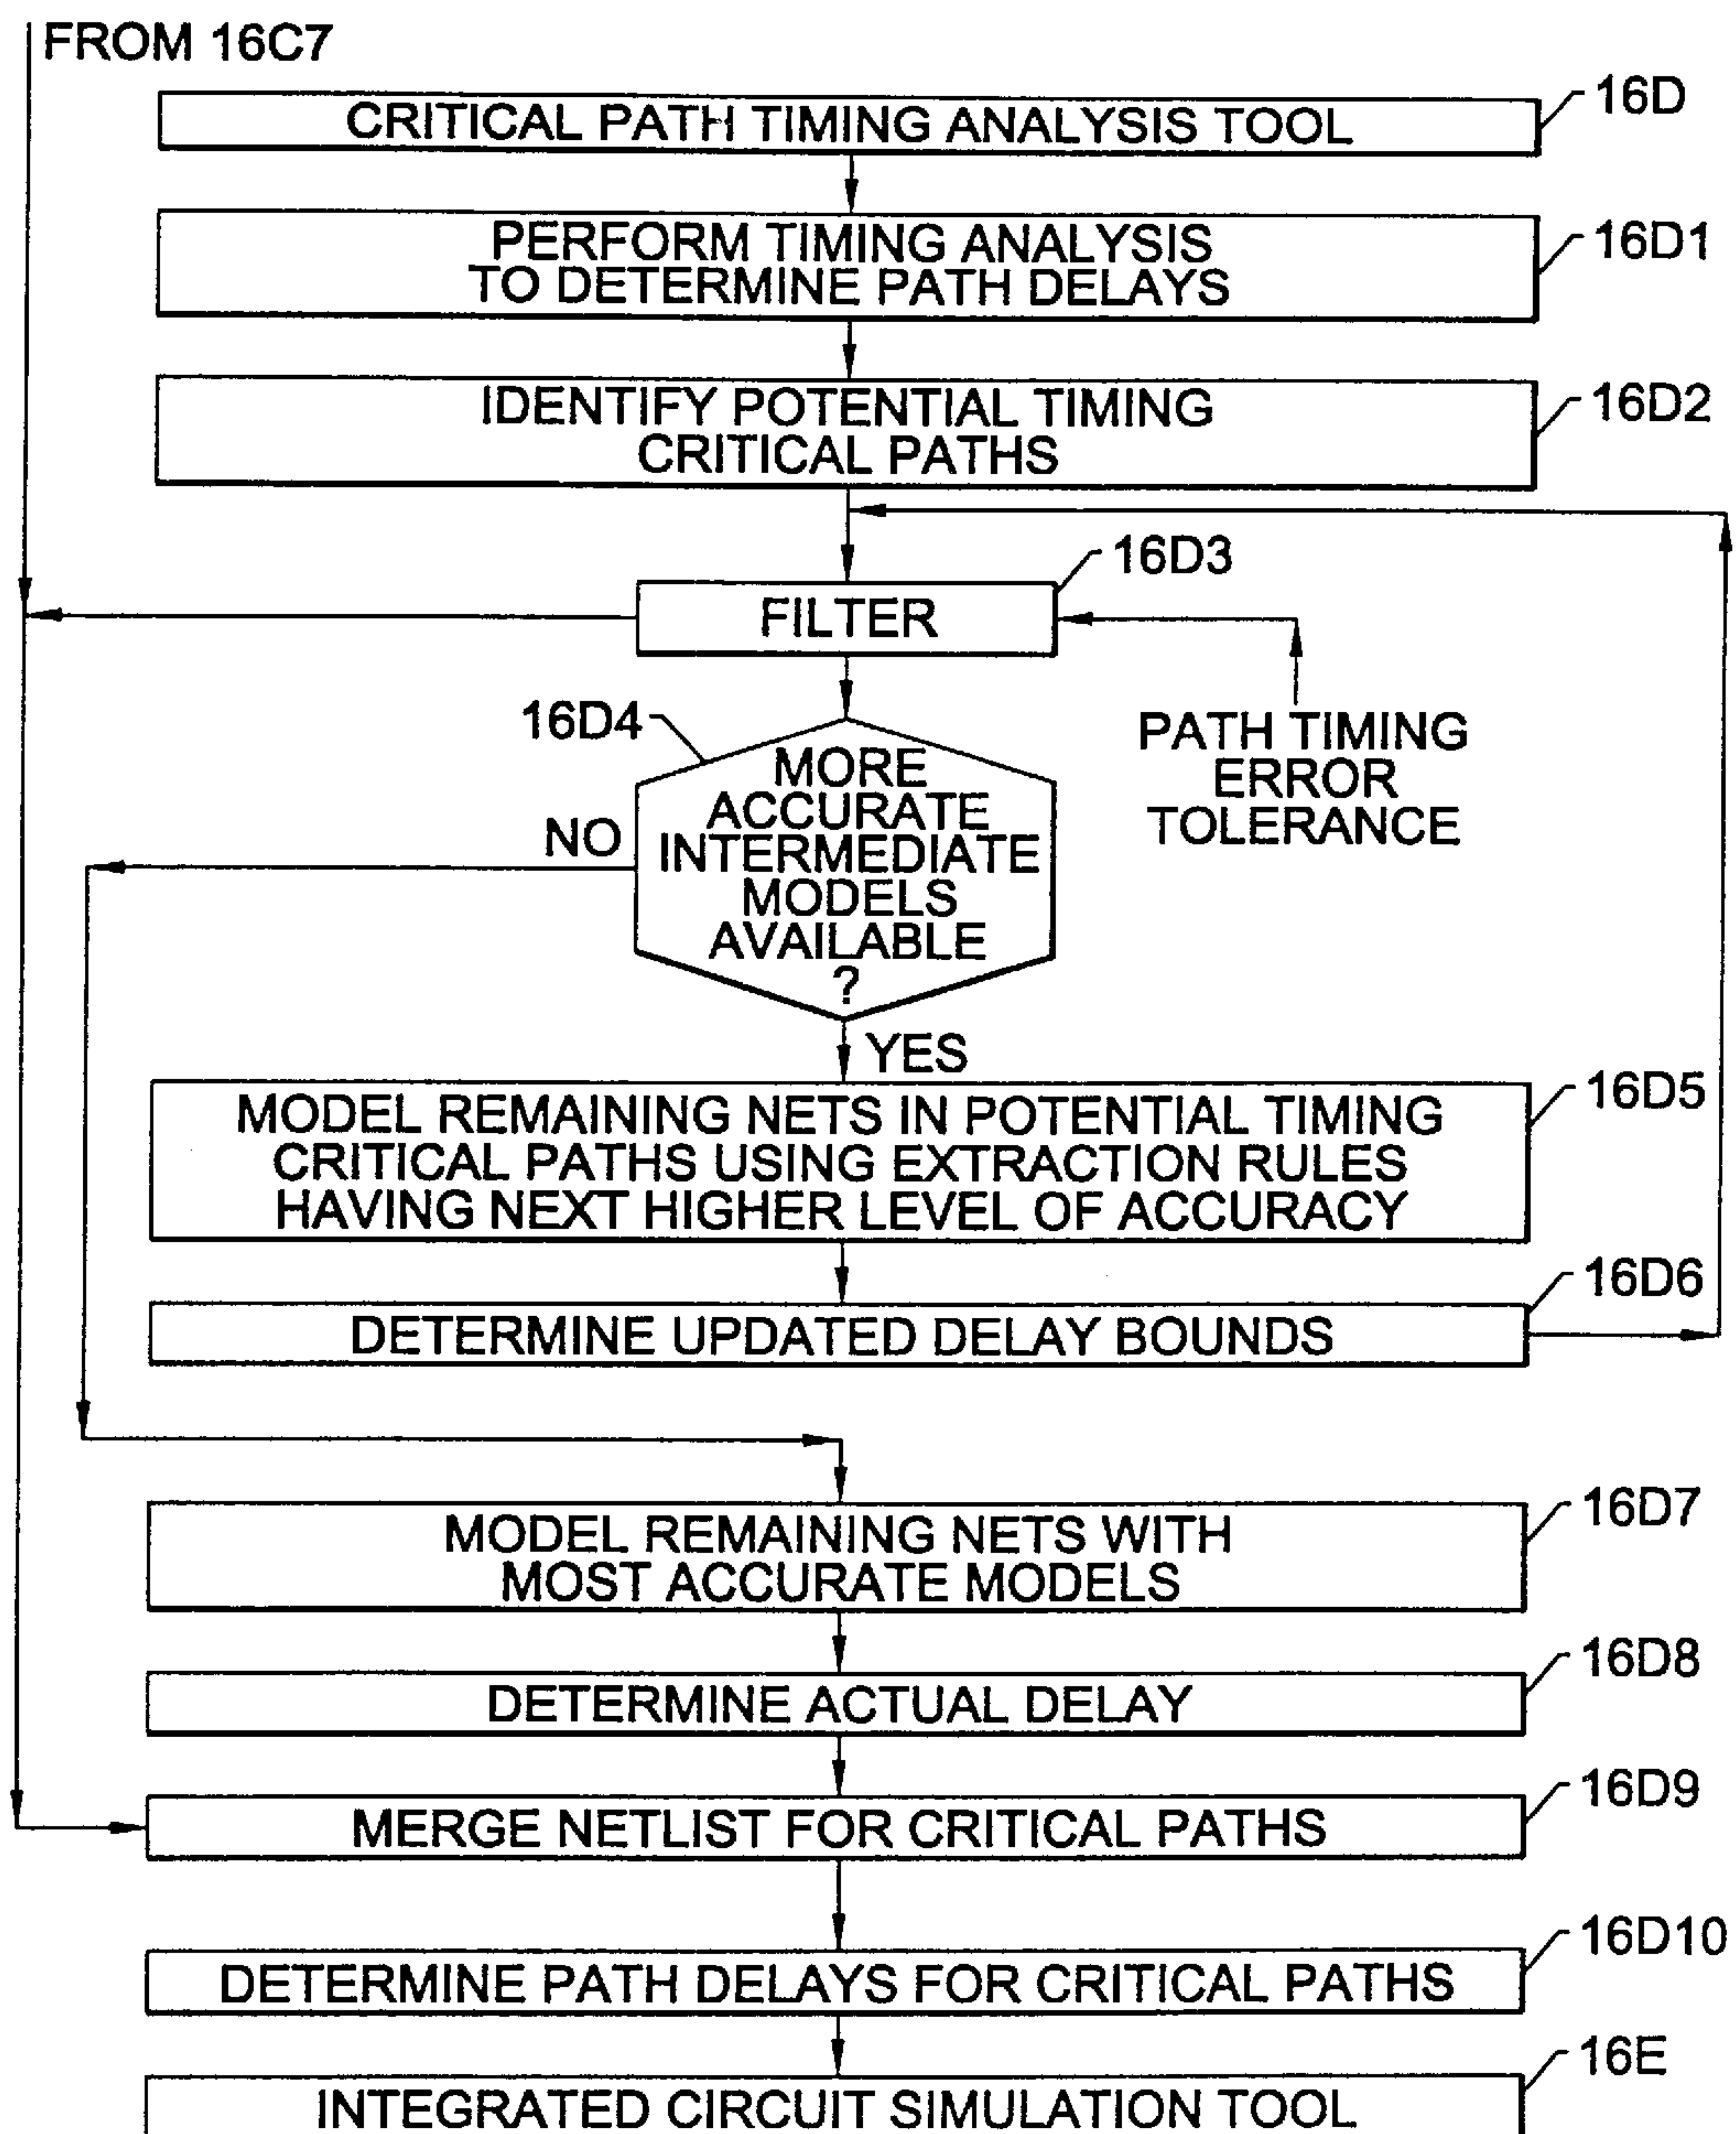 FROM 16C7
16D
CRITICAL PATH TIMING ANALYSIS TOOL
PERFORM TIMING ANALYSIS
TO DETERMINE PATH DELAYS
16D1
IDENTIFY POTENTIAL TIMING
CRITICAL PATHS
16D2
16D3
FILTER
16D4
MORE
ACCURATE
INTERMEDIATE
MODELS
AVAILABLE
?
PATH TIMING
ERROR
TOLERANCE
NO
YES
MODEL REMAINING NETS IN POTENTIAL TIMING
CRITICAL PATHS USING EXTRACTION RULES
HAVING NEXT HIGHER LEVEL OF ACCURACY
16D5
16D6
DETERMINE UPDATED DELAY BOUNDS
16D7
MODEL REMAINING NETS WITH
MOST ACCURATE MODELS
16D8
DETERMINE ACTUAL DELAY
16D9
MERGE NETLIST FOR CRITICAL PATHS
16D10
DETERMINE PATH DELAYS FOR CRITICAL PATHS
16E
INTEGRATED CIRCUIT SIMULATION TOOL